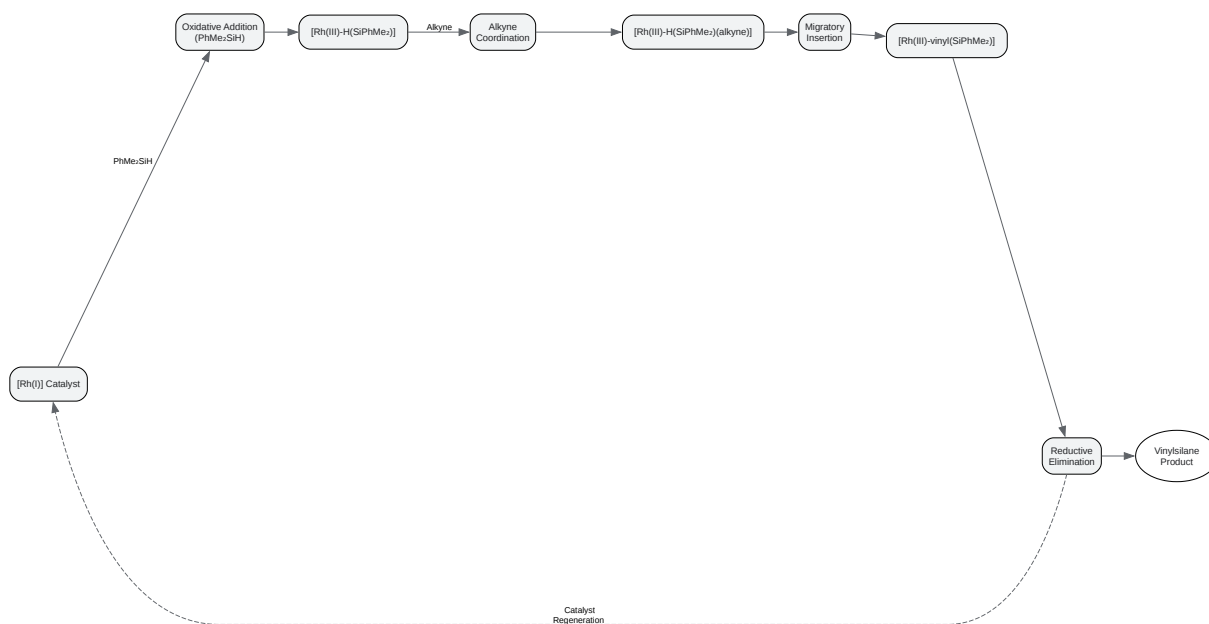 Oxidative Addition
(PhMe₂SiH)
[Rh(III)-H(SiPhMe₂)]
Alkyne
Alkyne
Coordination
[Rh(III)-H(SiPhMe₂)(alkyne)]
Migratory
Insertion
[Rh(III)-vinyl(SiPhMe₂)]
PhMe₂SiH
[Rh(I)] Catalyst
Reductive
Elimination
Vinylsilane
Product
Catalyst
Regeneration